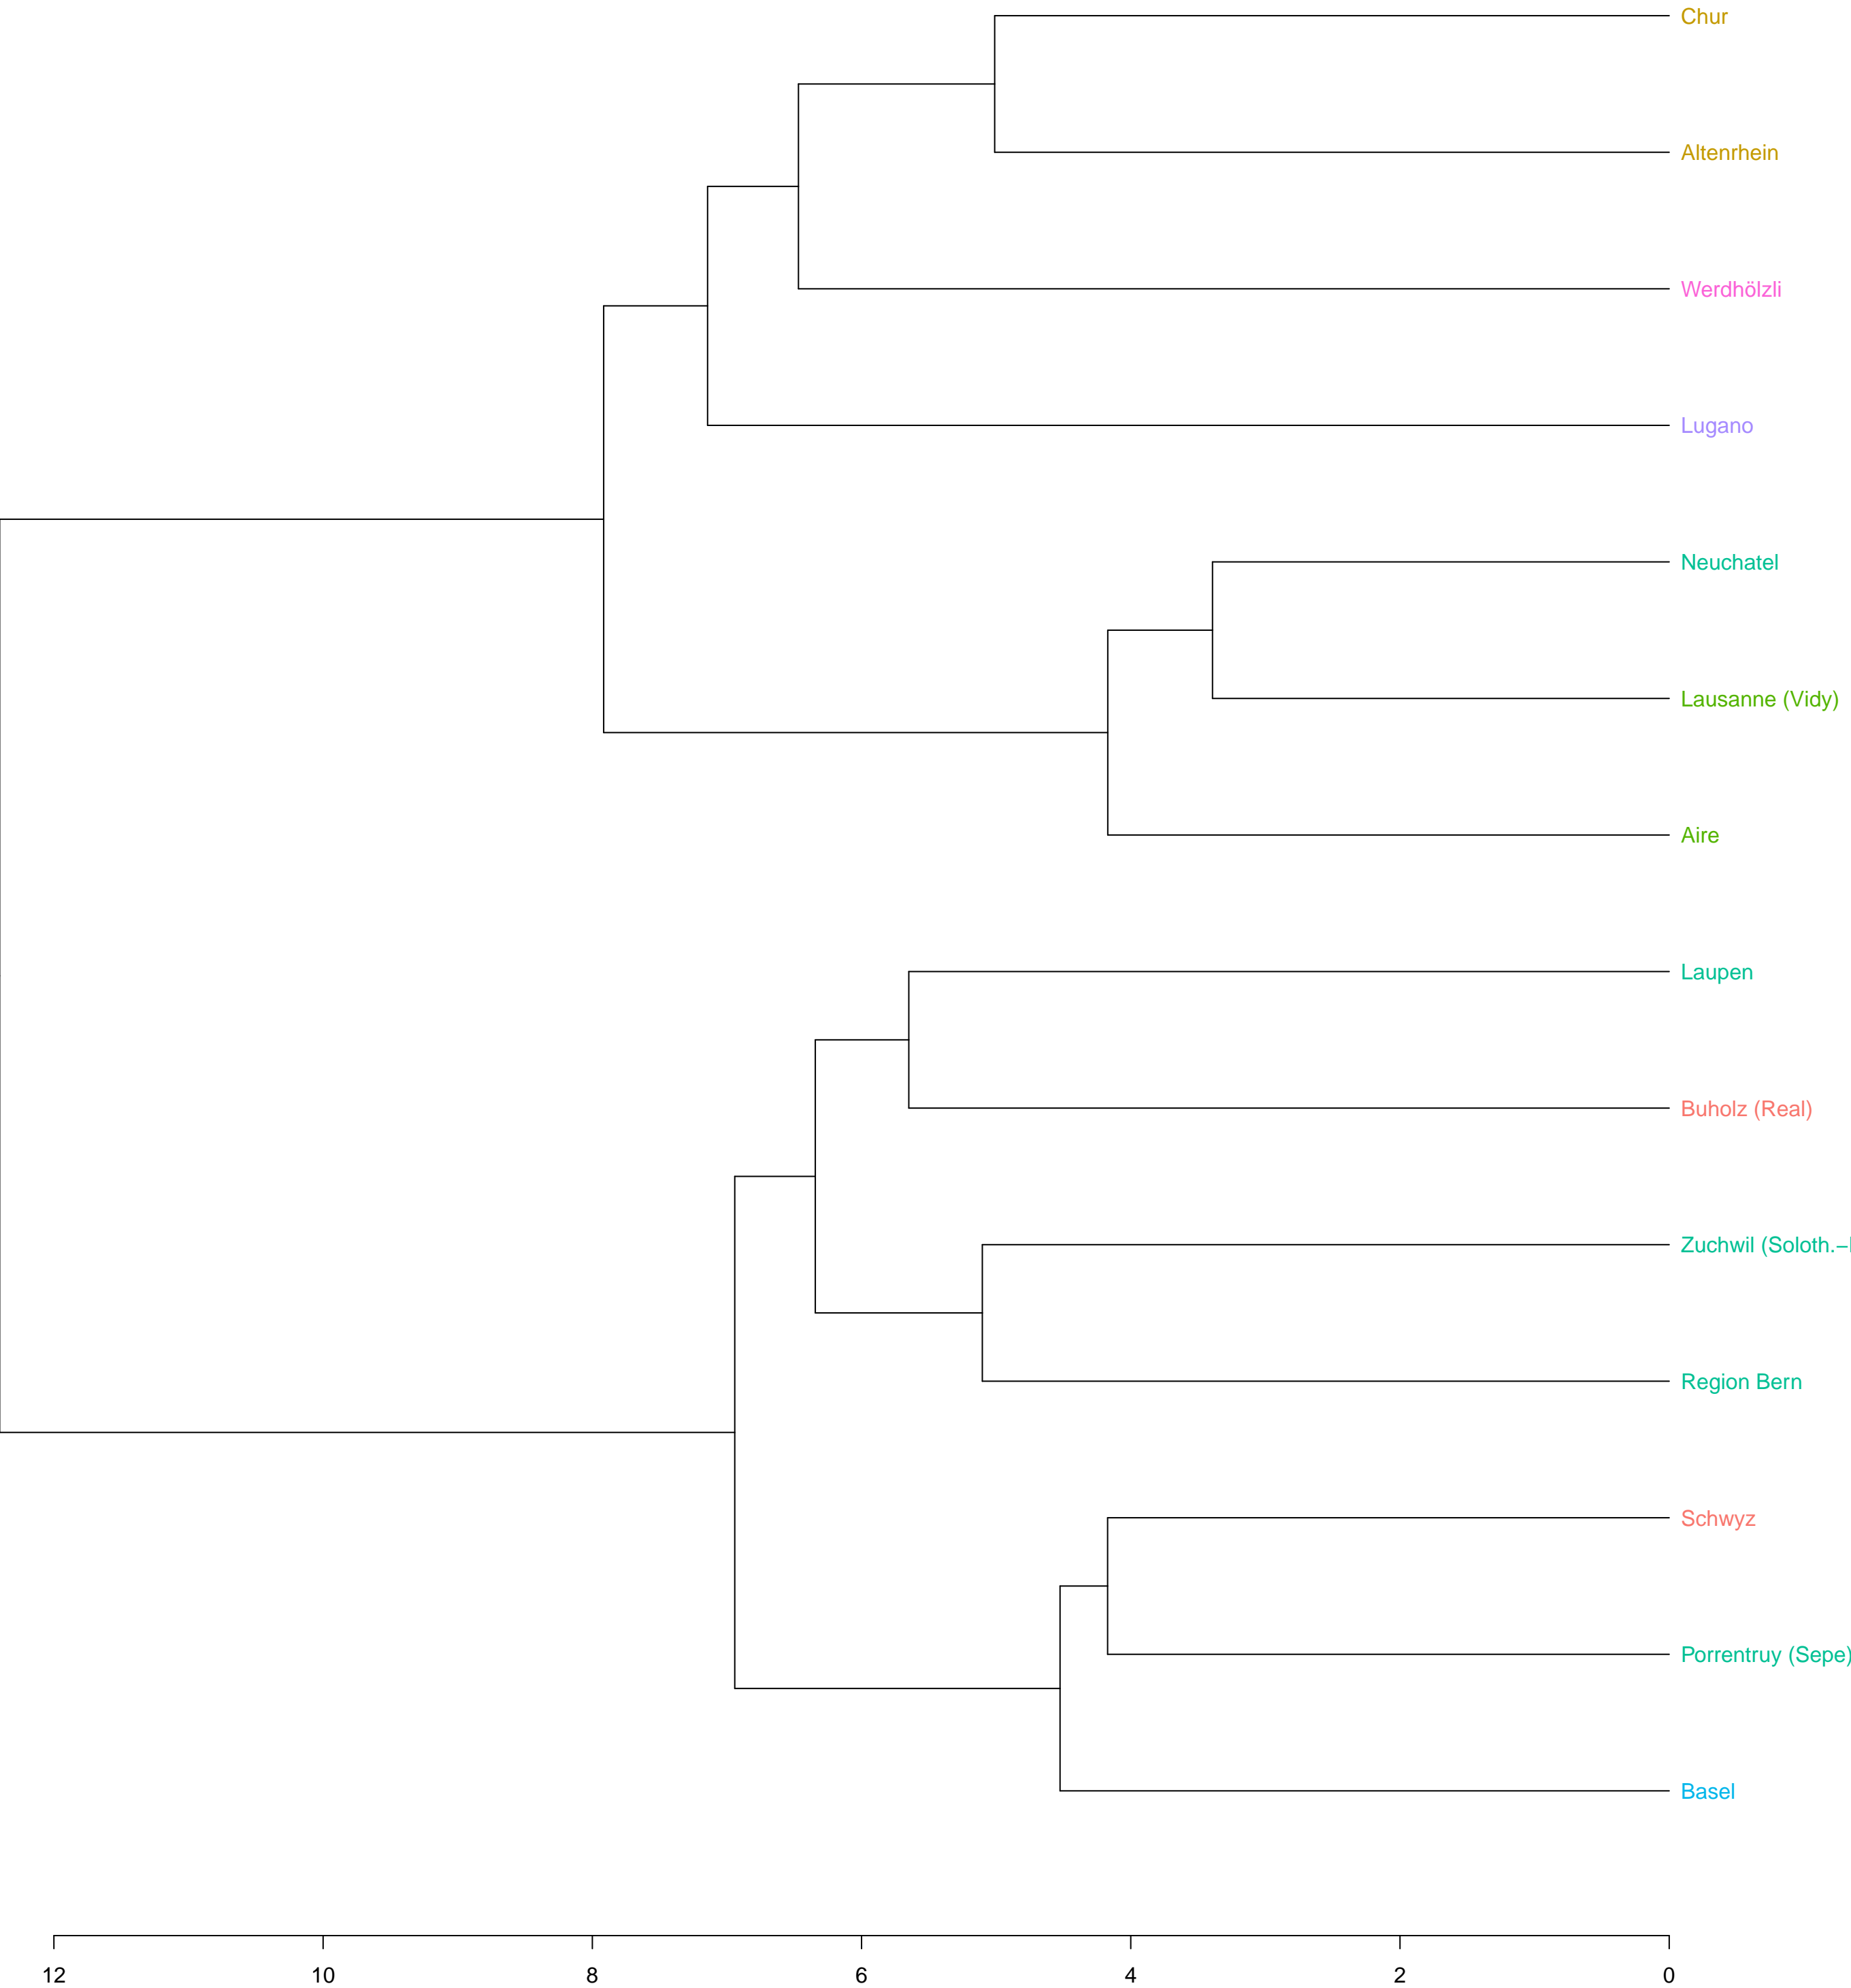 Chur
Altenrhein
Werdhölzli
Lugano
Neuchatel
Lausanne (Vidy)
Aire
Laupen
Buholz (Real)
Zuchwil (Soloth.−
Region Bern
Schwyz
Porrentruy (Sepe)
Basel
12 10 8 6 4 2 0